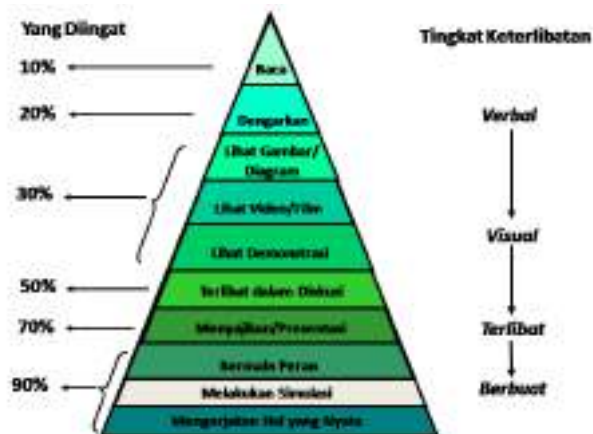 Yang Diingat
Tingkat Keterlibatan
10%
Baca
20%
Dengarkan
Verbal
Lihat Gambar/
Diagram
30%
Lihat Video/Film
Visual
Lihat Demonstrasi
50%
Terlibat dalam Diskusi
70%
Menyajikan/Presentasi
Terlibat
Bermain Peran
90%
Melakukan Simulasi
Berbuat
Mengerjakan Hal yang Nyata